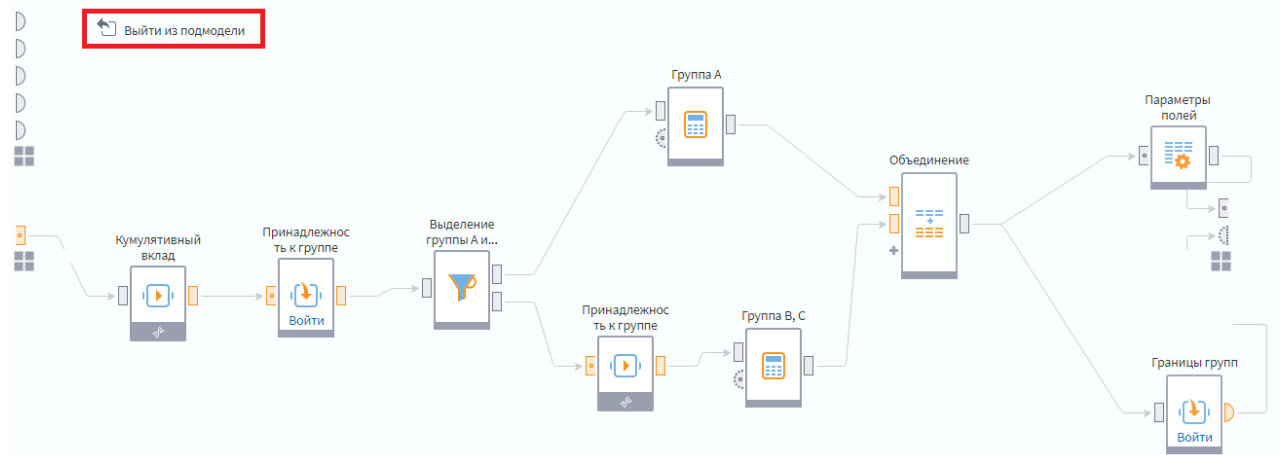 Выйти из подмодели
Группа A
Параметры
полей
Объединение
Выделение
группы A и...
Принадлежнос
ть к группе
Кумулятивный
вклад
Войти
Принадлежнос
ть к группе
Группа B, C
Границы групп
Войти